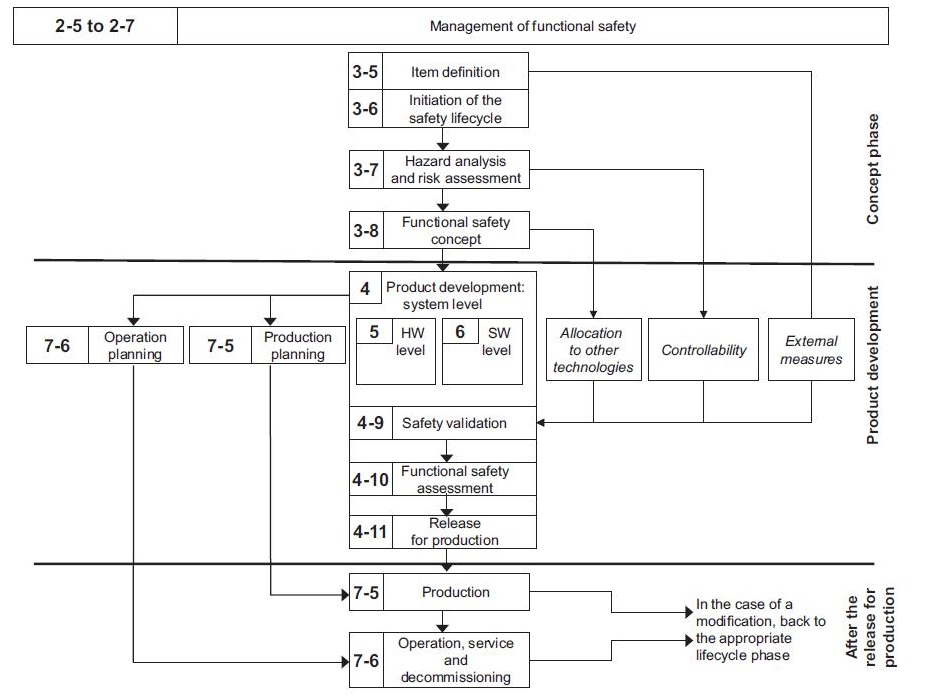 2-5 to 2-7
Management of functional safety
3-5
Item definition
3-6
Initiation of the
safety lifecycle
3-7
Hazard analysis
and risk assessment
3-8
Functional safety
concept
Concept phase
4
Product development:
system level
5
HW
level
6
SW
level
7-6
Operation
planning
7-5
Production
planning
Allocation
to other
technologies
Controllability
External
measures
Product development
4-9
Safety validation
4-10
Functional safety
assessment
4-11
Release
for production
7-5
Production
7-6
Operation, service
and
decommissioning
In the case of a
modification, back to
the appropriate
lifecycle phase
After the
release for
production